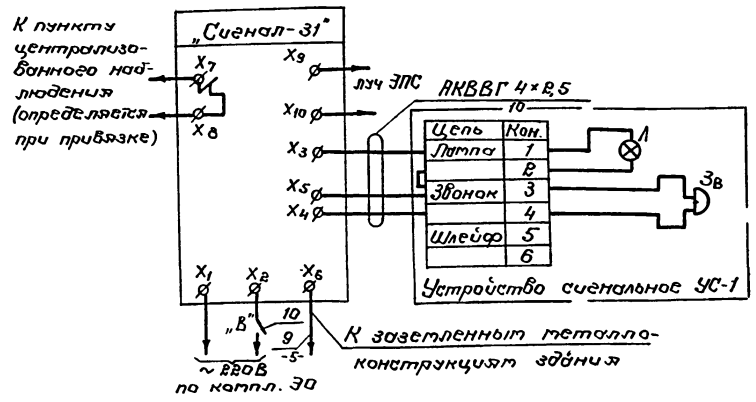 К пункту
централизо-
ванного наб-
людения
(определяется
при привязке)
„Сигнал-31"
X7
X8
X9
X10
X3
X5
X4
луч ЭПС
АКВВГ 4×2,5
10
Цепь Кон.
Лампа 1
2
Звонок 3
4
Шлейф 5
6
Л
Зв
Устройство сигнальное УС-1
X1
X2
X6
„В"
10
9
-5-
~220В
по компл. ЭО
К заземленным металло-
конструкциям здания